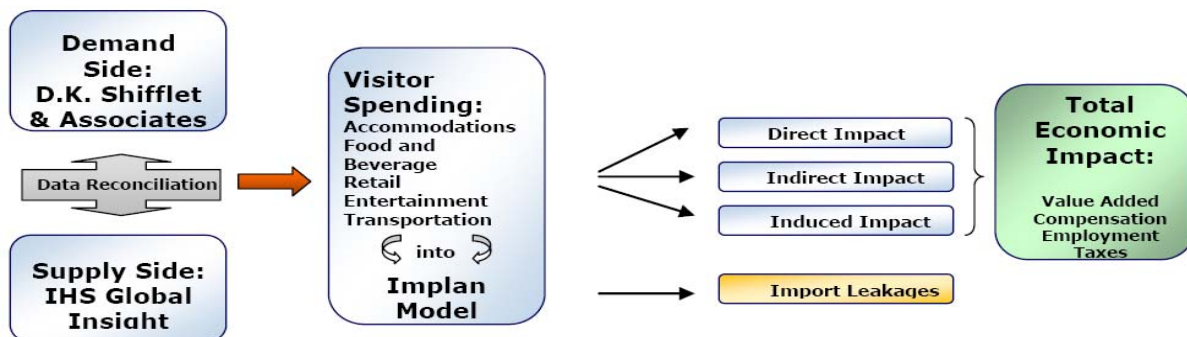 Demand
Side:
D.K. Shifflet
& Associates
Data Reconciliation
Supply Side:
IHS Global
Insight
Visitor
Spending:
Accommodations
Food and
Beverage
Retail
Entertainment
Transportation
into
Implan
Model
Direct Impact
Indirect Impact
Induced Impact
Import Leakages
Total
Economic
Impact:
Value Added
Compensation
Employment
Taxes